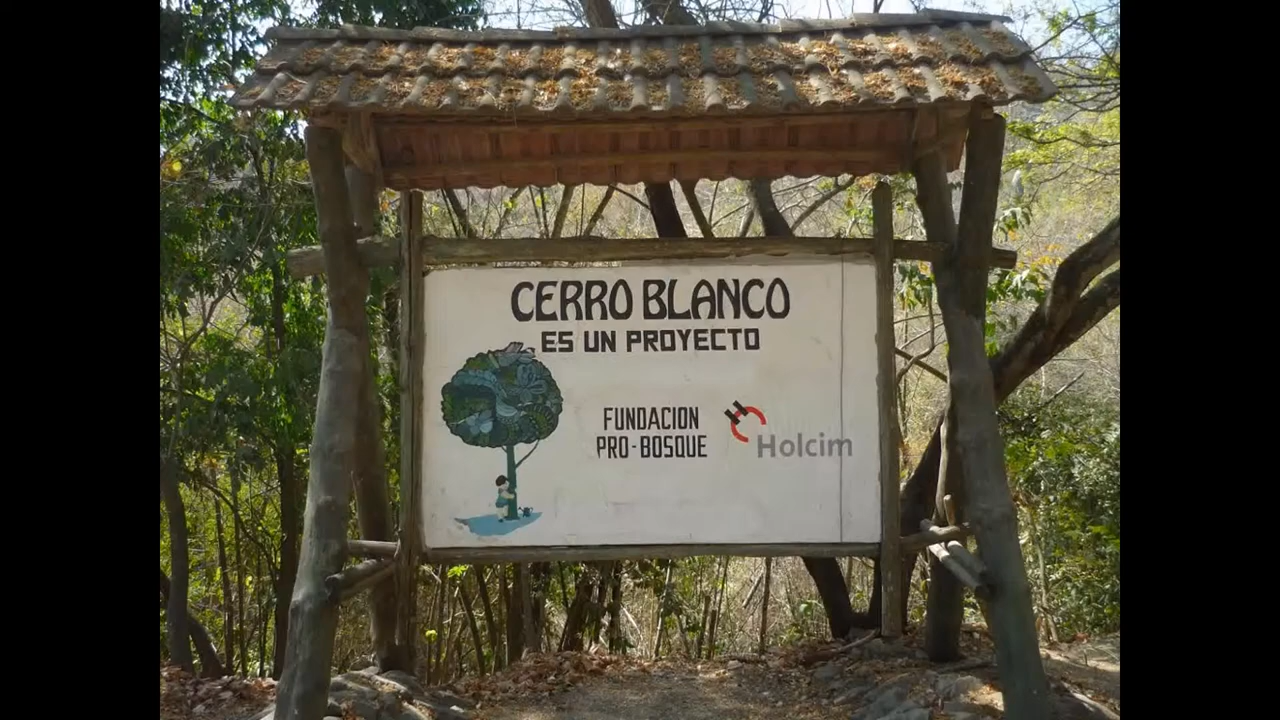 CERRO BLANCO
ES UN PROYECTO
FUNDACION
PRO-BOSQUE
Holcim